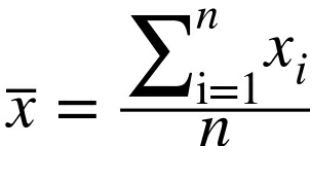 x̄ = (∑ⁿᵢ₌₁ xᵢ) / n